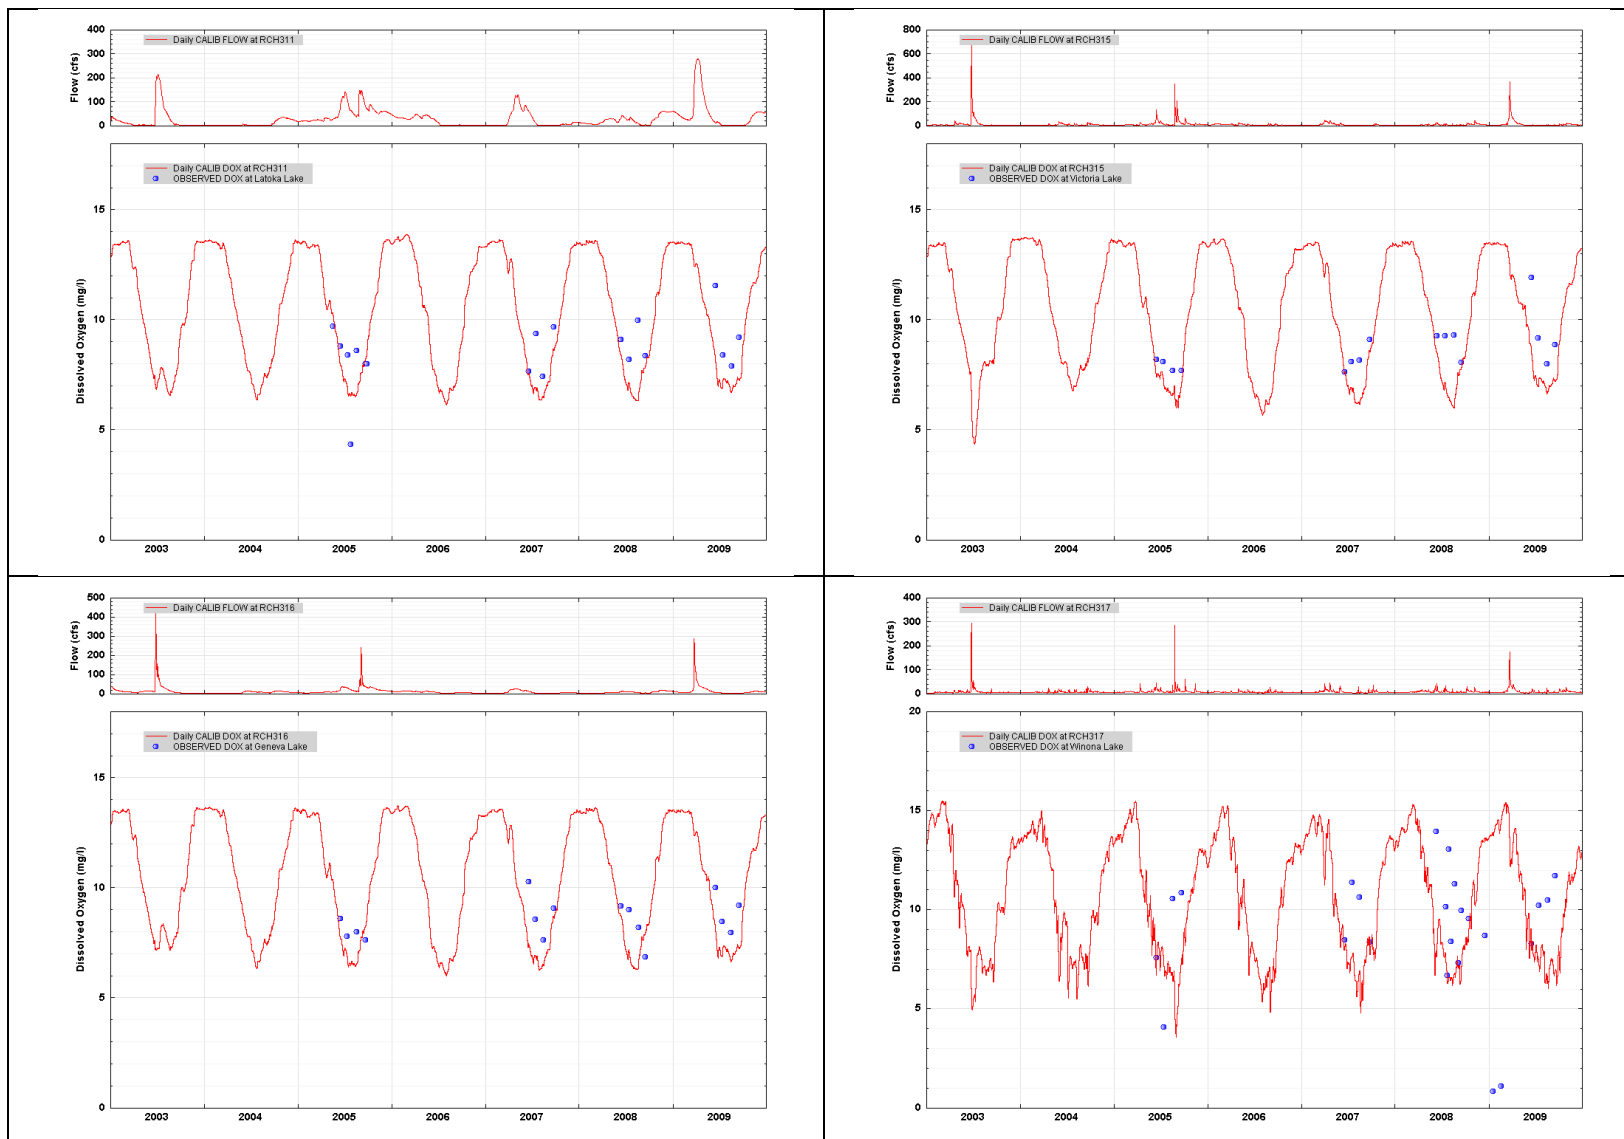 400
300
200
100
0
Flow (cfs)
Daily CALIB FLOW at RCH311
Daily CALIB DOX at RCH311
OBSERVED DOX at Latoka Lake
15
10
5
0
Dissolved Oxygen (mg/l)
2003 2004 2005 2006 2007 2008 2009
800
600
400
200
0
Flow (cfs)
Daily CALIB FLOW at RCH315
Daily CALIB DOX at RCH315
OBSERVED DOX at Victoria Lake
15
10
5
0
Dissolved Oxygen (mg/l)
2003 2004 2005 2006 2007 2008 2009
500
400
300
200
100
0
Flow (cfs)
Daily CALIB FLOW at RCH316
Daily CALIB DOX at RCH316
OBSERVED DOX at Geneva Lake
15
10
5
0
Dissolved Oxygen (mg/l)
2003 2004 2005 2006 2007 2008 2009
400
300
200
100
0
Flow (cfs)
Daily CALIB FLOW at RCH317
20
Daily CALIB DOX at RCH317
OBSERVED DOX at Winona Lake
15
10
5
0
Dissolved Oxygen (mg/l)
2003 2004 2005 2006 2007 2008 2009